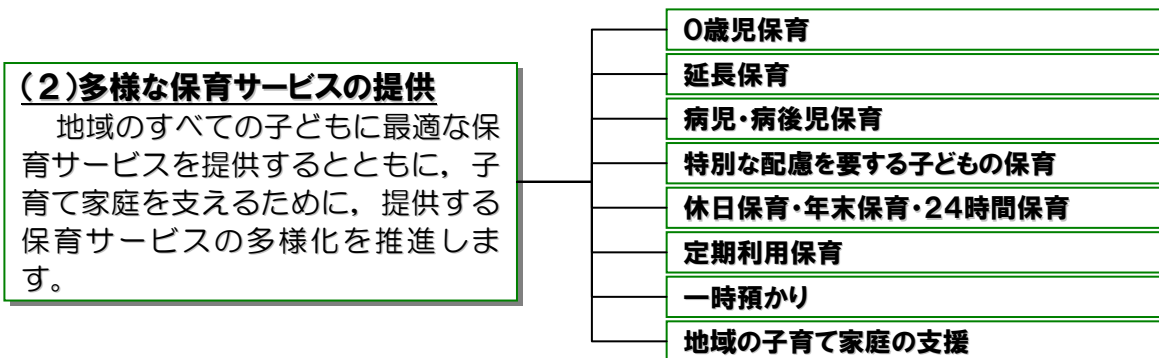 (2)多様な保育サービスの提供
地域のすべての子どもに最適な保
育サービスを提供するとともに，子
育て家庭を支えるために，提供する
保育サービスの多様化を推進しま
す。
0歳児保育
延長保育
病児・病後児保育
特別な配慮を要する子どもの保育
休日保育・年末保育・24時間保育
定期利用保育
一時預かり
地域の子育て家庭の支援